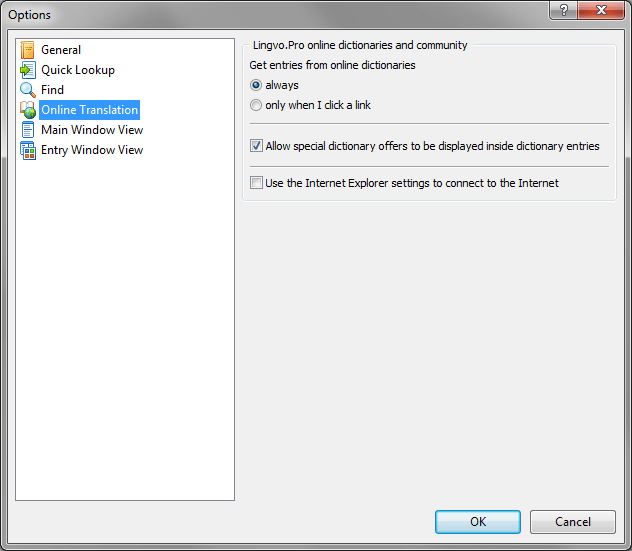 Options
General
Quick Lookup
Find
Online Translation
Main Window View
Entry Window View
Lingvo.Pro online dictionaries and community
Get entries from online dictionaries
always
only when I click a link
Allow special dictionary offers to be displayed inside dictionary entries
Use the Internet Explorer settings to connect to the Internet
OK
Cancel